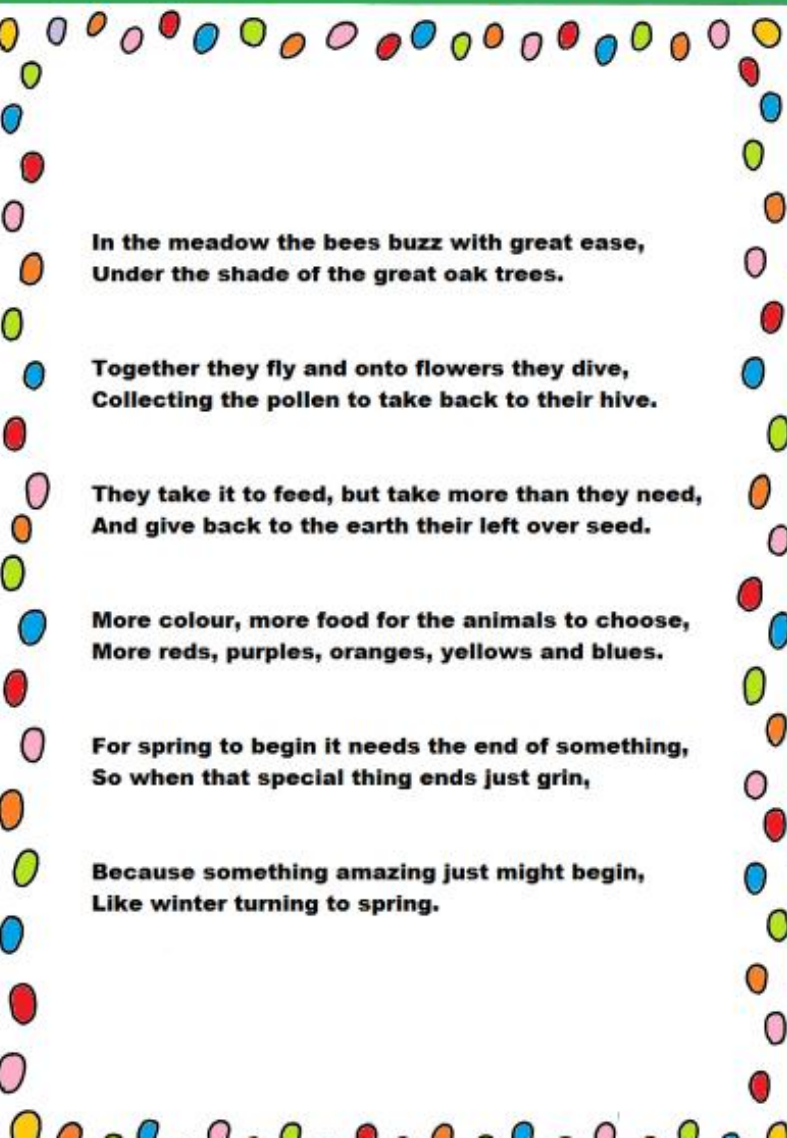 In the meadow the bees buzz with great ease,
Under the shade of the great oak trees.
Together they fly and onto flowers they dive,
Collecting the pollen to take back to their hive.
They take it to feed, but take more than they need,
And give back to the earth their left over seed.
More colour, more food for the animals to choose,
More reds, purples, oranges, yellows and blues.
For spring to begin it needs the end of something,
So when that special thing ends just grin,
Because something amazing just might begin,
Like winter turning to spring.